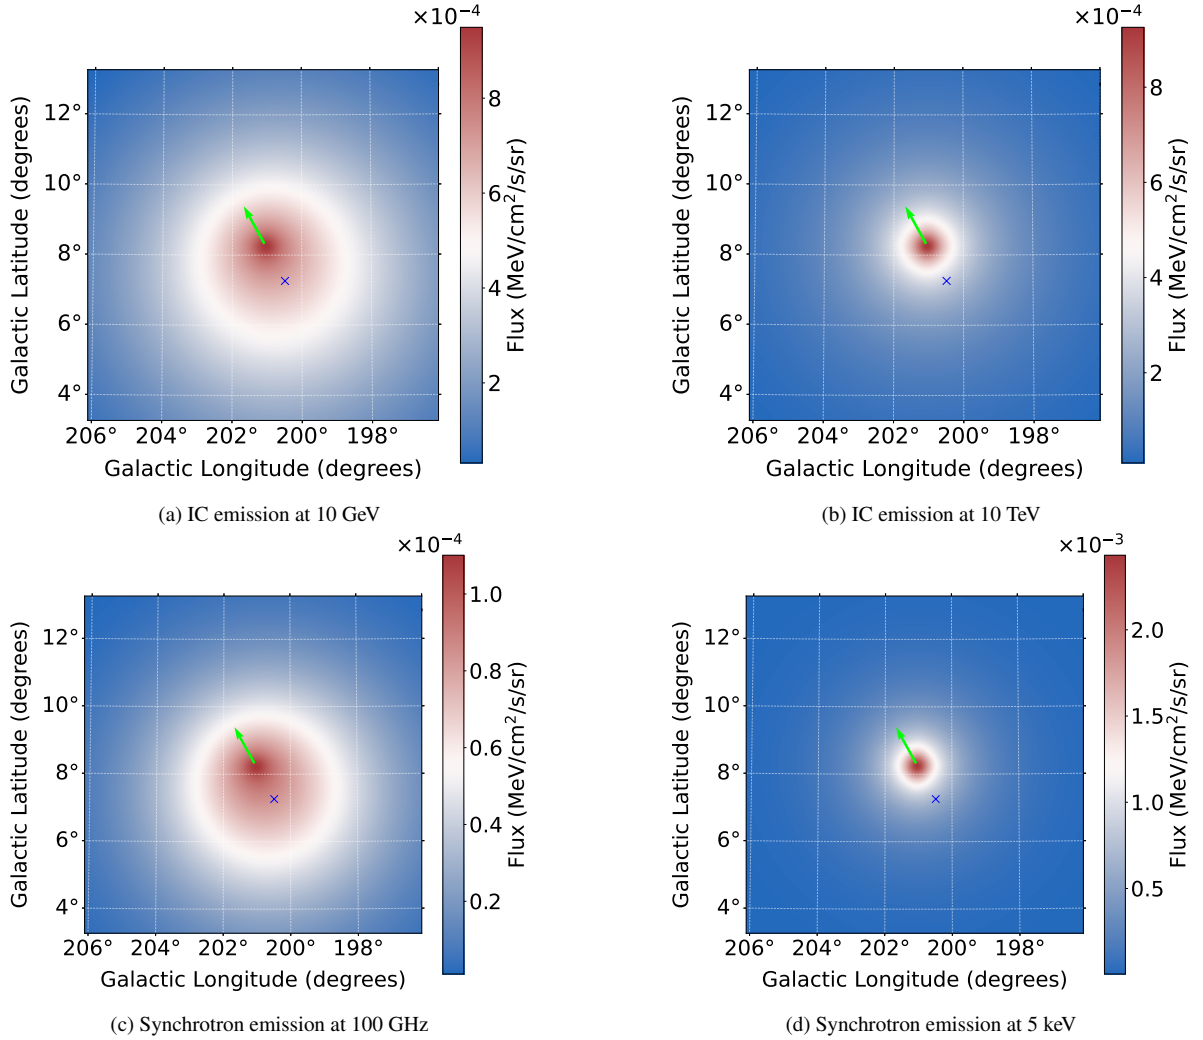 ×10⁻⁴
12°
10°
8°
6°
4°
206° 204° 202° 200° 198°
Galactic Latitude (degrees)
Galactic Longitude (degrees)
8
6
4
2
Flux (MeV/cm²/s/sr)
(a) IC emission at 10 GeV
×10⁻⁴
12°
10°
8°
6°
4°
206° 204° 202° 200° 198°
Galactic Latitude (degrees)
Galactic Longitude (degrees)
8
6
4
2
Flux (MeV/cm²/s/sr)
(b) IC emission at 10 TeV
×10⁻⁴
12°
10°
8°
6°
4°
206° 204° 202° 200° 198°
Galactic Latitude (degrees)
Galactic Longitude (degrees)
1.0
0.8
0.6
0.4
0.2
Flux (MeV/cm²/s/sr)
(c) Synchrotron emission at 100 GHz
×10⁻³
12°
10°
8°
6°
4°
206° 204° 202° 200° 198°
Galactic Latitude (degrees)
Galactic Longitude (degrees)
2.0
1.5
1.0
0.5
Flux (MeV/cm²/s/sr)
(d) Synchrotron emission at 5 keV